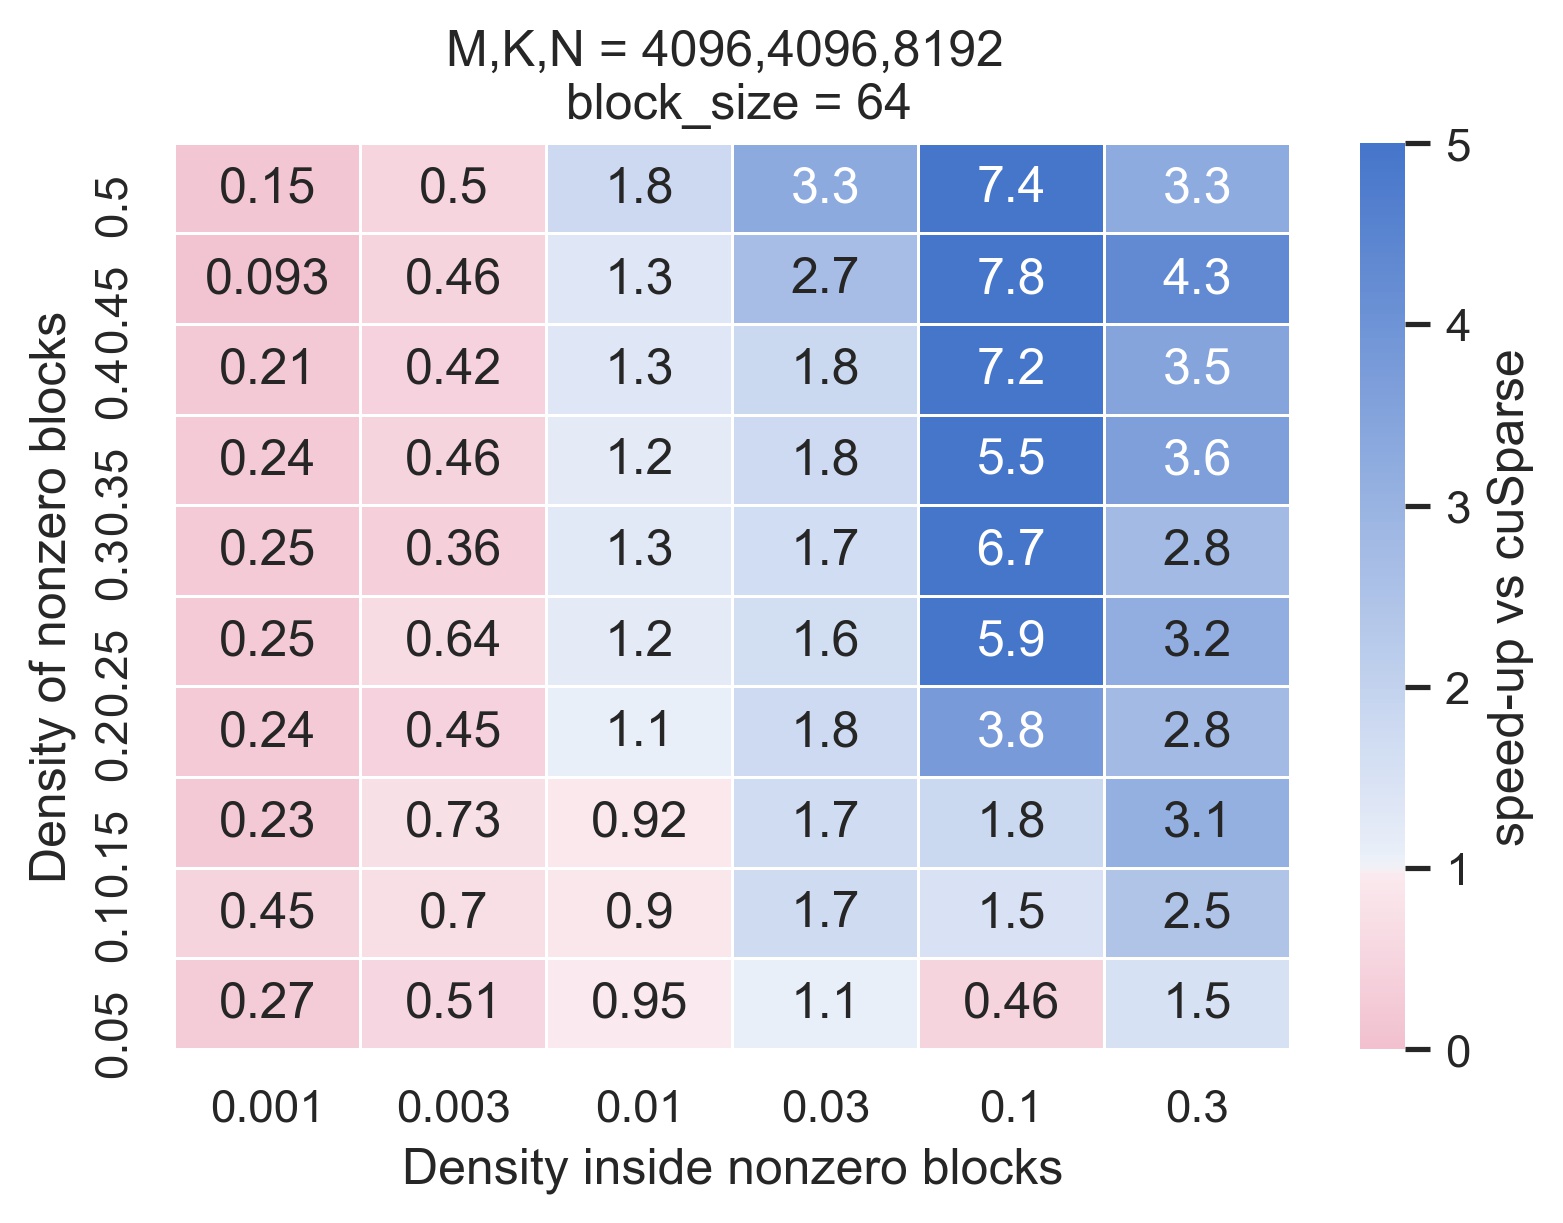 M,K,N = 4096,4096,8192
block_size = 64
Density of nonzero blocks
0.5 0.15 0.5 1.8 3.3 7.4 3.3
0.45 0.093 0.46 1.3 2.7 7.8 4.3
0.4 0.21 0.42 1.3 1.8 7.2 3.5
0.35 0.24 0.46 1.2 1.8 5.5 3.6
0.30 0.25 0.36 1.3 1.7 6.7 2.8
0.25 0.25 0.64 1.2 1.6 5.9 3.2
0.20 0.24 0.45 1.1 1.8 3.8 2.8
0.15 0.23 0.73 0.92 1.7 1.8 3.1
0.10 0.45 0.7 0.9 1.7 1.5 2.5
0.05 0.27 0.51 0.95 1.1 0.46 1.5
0.001 0.003 0.01 0.03 0.1 0.3
Density inside nonzero blocks
5
4
3
2
1
0
speed-up vs cuSparse